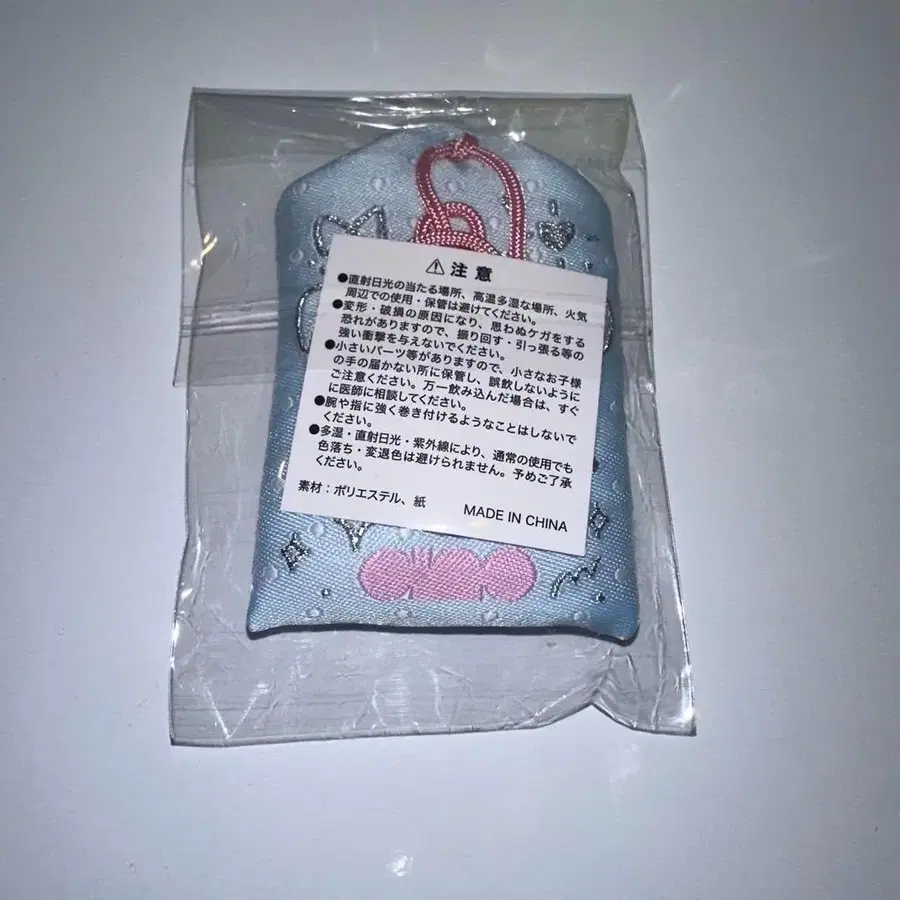 ⚠注意
●直射日光の当たる場所、高温多湿な場所、火気
周辺での使用・保管は避けてください。
●変形・破損の原因になり、思わぬケガをする
恐れがありますので、振り回す・引っ張る等の
強い衝撃を与えないでください。
●小さいパーツ等がありますので、小さなお子様
の手の届かない所に保管し、誤飲しないように
ご注意ください。万一飲み込んだ場合は、すぐ
に医師に相談してください。
●腕や指に強く巻き付けるようなことはしないで
ください。
●多湿・直射日光・紫外線により、通常の使用でも
色落ち・変退色は避けられません。予めご了承
ください。
素材：ポリエステル、紙 MADE IN CHINA